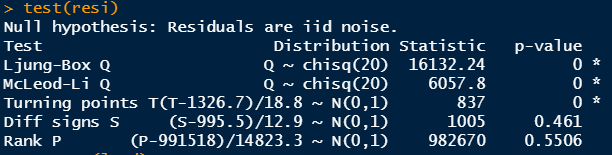 > test(resi)
Null hypothesis: Residuals are iid noise.
Test Distribution Statistic p-value
Ljung-Box Q Q ~ chisq(20) 16132.24 0 *
McLeod-Li Q Q ~ chisq(20) 6057.8 0 *
Turning points T(T-1326.7)/18.8 ~ N(0,1) 837 0 *
Diff signs S (S-995.5)/12.9 ~ N(0,1) 1005 0.461
Rank P (P-991518)/14823.3 ~ N(0,1) 982670 0.5506